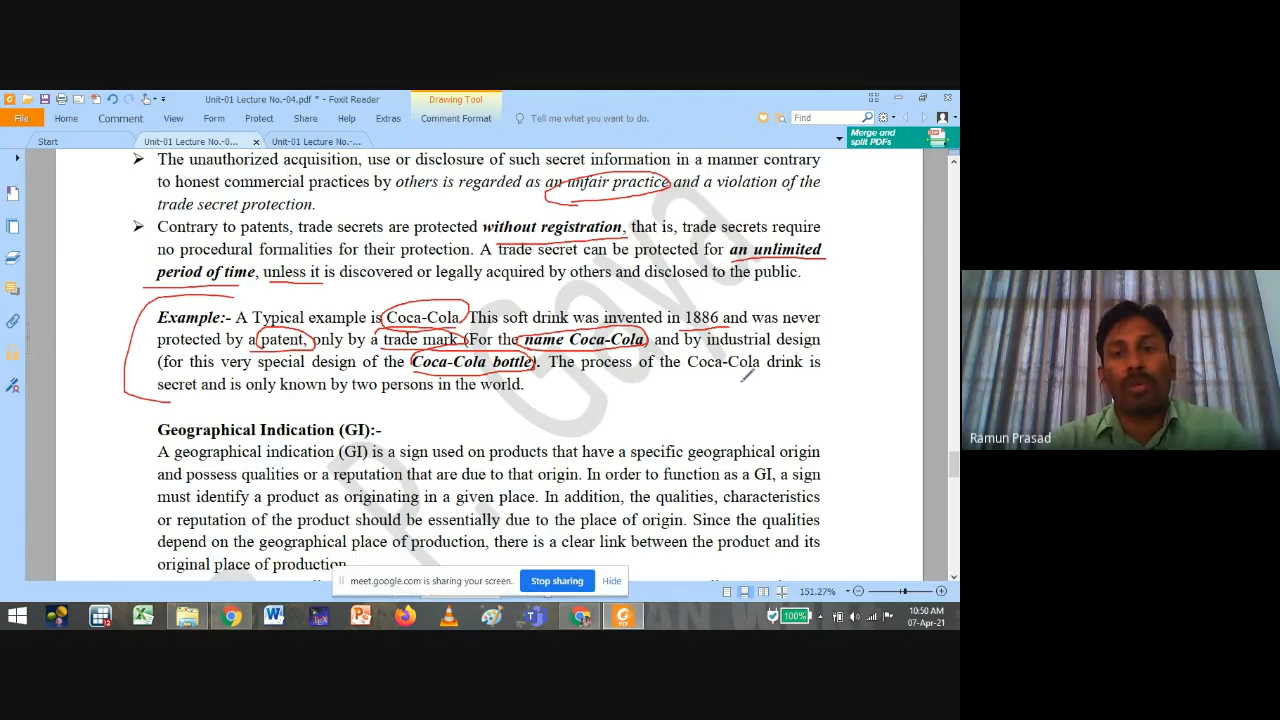 Unit-01 Lecture No.-04.pdf * - Foxit Reader
Drawing Tool
File Home Comment View Form Protect Share Help Extras Comment Format Tell me what you want to do. Find
Start Unit-01 Lecture No.-0... Unit-01 Lecture No.-0...
Merge and
split PDFs
The unauthorized acquisition, use or disclosure of such secret information in a manner contrary
to honest commercial practices by others is regarded as an unfair practice and a violation of the
trade secret protection.
Contrary to patents, trade secrets are protected without registration, that is, trade secrets require
no procedural formalities for their protection. A trade secret can be protected for an unlimited
period of time, unless it is discovered or legally acquired by others and disclosed to the public.
Example:- A Typical example is Coca-Cola. This soft drink was invented in 1886 and was never
protected by a patent, only by a trade mark (For the name Coca-Cola, and by industrial design
(for this very special design of the Coca-Cola bottle). The process of the Coca-Cola drink is
secret and is only known by two persons in the world.
Geographical Indication (GI):-
A geographical indication (GI) is a sign used on products that have a specific geographical origin
and possess qualities or a reputation that are due to that origin. In order to function as a GI, a sign
must identify a product as originating in a given place. In addition, the qualities, characteristics
or reputation of the product should be essentially due to the place of origin. Since the qualities
depend on the geographical place of production, there is a clear link between the product and its
original place of production.
meet.google.com is sharing your screen. Stop sharing Hide
151.27%
100%
10:50 AM
07-Apr-21
Ramun Prasad